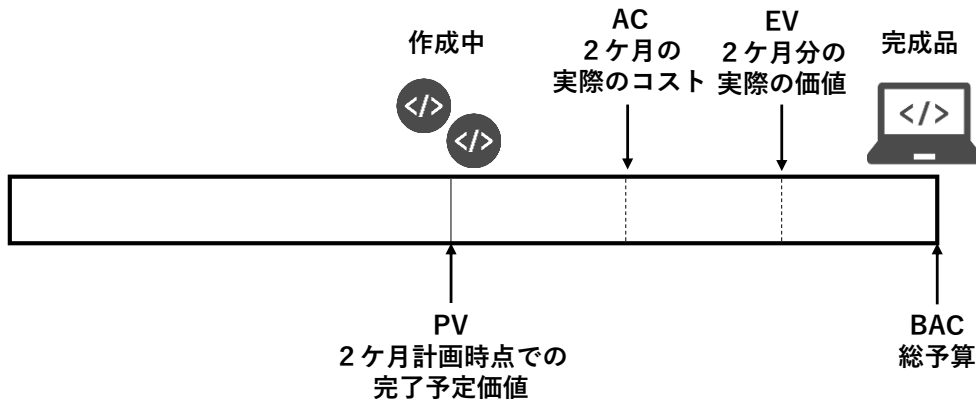 作成中
AC
２ケ月の
実際のコスト
EV
２ケ月分の
実際の価値
完成品
</>
</>
</>
PV
２ケ月計画時点での
完了予定価値
BAC
総予算